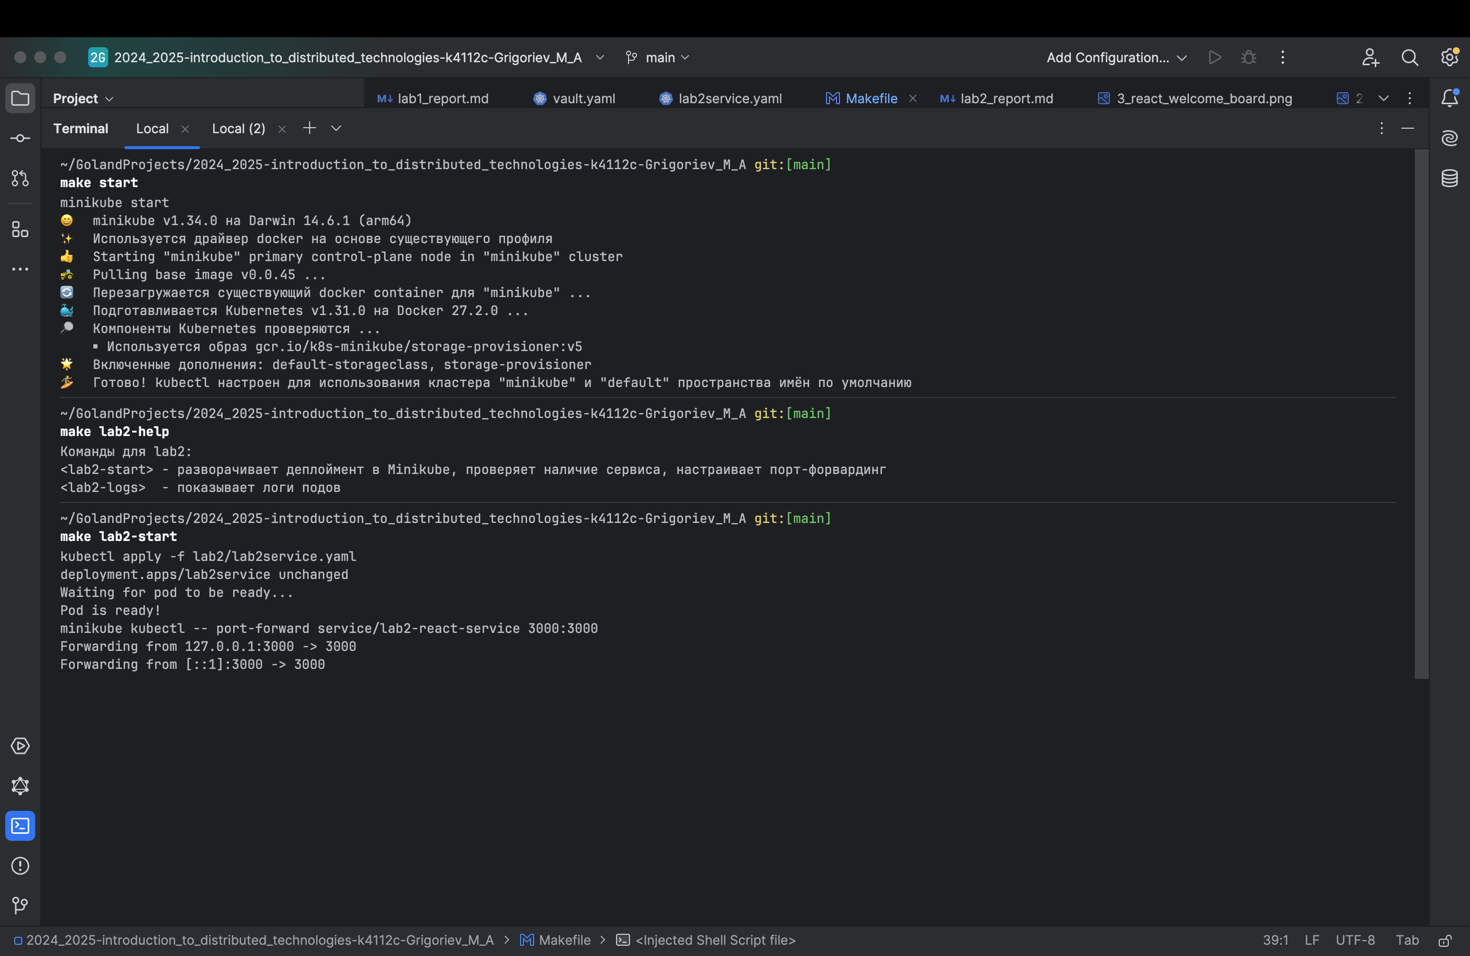 2G 2024_2025-introduction_to_distributed_technologies-k4112c-Grigoriev_M_A main Add Configuration...
Project M↓ lab1_report.md vault.yaml lab2service.yaml Makefile M↓ lab2_report.md 3_react_welcome_board.png 2
Terminal Local Local (2)
~/GolandProjects/2024_2025-introduction_to_distributed_technologies-k4112c-Grigoriev_M_A git:[main]
make start
minikube start
😄 minikube v1.34.0 на Darwin 14.6.1 (arm64)
✨ Используется драйвер docker на основе существующего профиля
👍 Starting "minikube" primary control-plane node in "minikube" cluster
🚜 Pulling base image v0.0.45 ...
🔄 Перезагружается существующий docker container для "minikube" ...
🐳 Подготавливается Kubernetes v1.31.0 на Docker 27.2.0 ...
🔎 Компоненты Kubernetes проверяются ...
▪ Используется образ gcr.io/k8s-minikube/storage-provisioner:v5
🌟 Включенные дополнения: default-storageclass, storage-provisioner
🏄 Готово! kubectl настроен для использования кластера "minikube" и "default" пространства имён по умолчанию
~/GolandProjects/2024_2025-introduction_to_distributed_technologies-k4112c-Grigoriev_M_A git:[main]
make lab2-help
Команды для lab2:
<lab2-start> - разворачивает деплоймент в Minikube, проверяет наличие сервиса, настраивает порт-форвардинг
<lab2-logs>  - показывает логи подов
~/GolandProjects/2024_2025-introduction_to_distributed_technologies-k4112c-Grigoriev_M_A git:[main]
make lab2-start
kubectl apply -f lab2/lab2service.yaml
deployment.apps/lab2service unchanged
Waiting for pod to be ready...
Pod is ready!
minikube kubectl -- port-forward service/lab2-react-service 3000:3000
Forwarding from 127.0.0.1:3000 -> 3000
Forwarding from [::1]:3000 -> 3000
2024_2025-introduction_to_distributed_technologies-k4112c-Grigoriev_M_A > Makefile > <Injected Shell Script file> 39:1 LF UTF-8 Tab